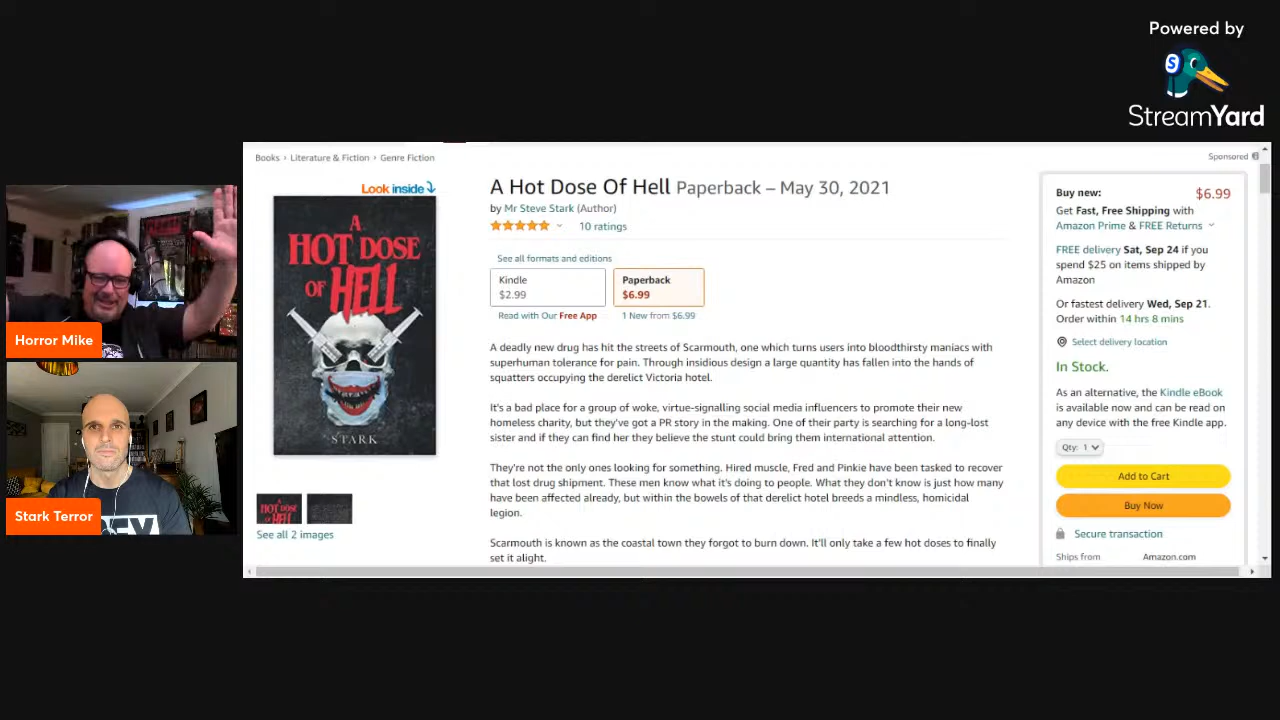 Powered by
S
StreamYard
Books › Literature & Fiction › Genre Fiction
Sponsored
Look inside
A
HOT DOSE
OF HELL
STARK
A Hot Dose Of Hell Paperback – May 30, 2021
by Mr Steve Stark (Author)
10 ratings
See all formats and editions
Kindle
$2.99
Paperback
$6.99
Read with Our Free App
1 New from $6.99
A deadly new drug has hit the streets of Scarmouth, one which turns users into bloodthirsty maniacs with
superhuman tolerance for pain. Through insidious design a large quantity has fallen into the hands of
squatters occupying the derelict Victoria hotel.
It's a bad place for a group of woke, virtue-signalling social media influencers to promote their new
homeless charity, but they've got a PR story in the making. One of their party is searching for a long-lost
sister and if they can find her they believe the stunt could bring them international attention.
They're not the only ones looking for something. Hired muscle, Fred and Pinkie have been tasked to recover
that lost drug shipment. These men know what it's doing to people. What they don't know is just how many
have been affected already, but within the bowels of that derelict hotel breeds a mindless, homicidal
legion.
Scarmouth is known as the coastal town they forgot to burn down. It'll only take a few hot doses to finally
set it alight.
A
HOT DOSE
OF HELL
See all 2 images
Buy new:
$6.99
Get Fast, Free Shipping with
Amazon Prime & FREE Returns
FREE delivery Sat, Sep 24 if you
spend $25 on items shipped by
Amazon
Or fastest delivery Wed, Sep 21.
Order within 14 hrs 8 mins
Select delivery location
In Stock.
As an alternative, the Kindle eBook
is available now and can be read on
any device with the free Kindle app.
Qty: 1
Add to Cart
Buy Now
Secure transaction
Ships from
Amazon.com
Horror Mike
Stark Terror